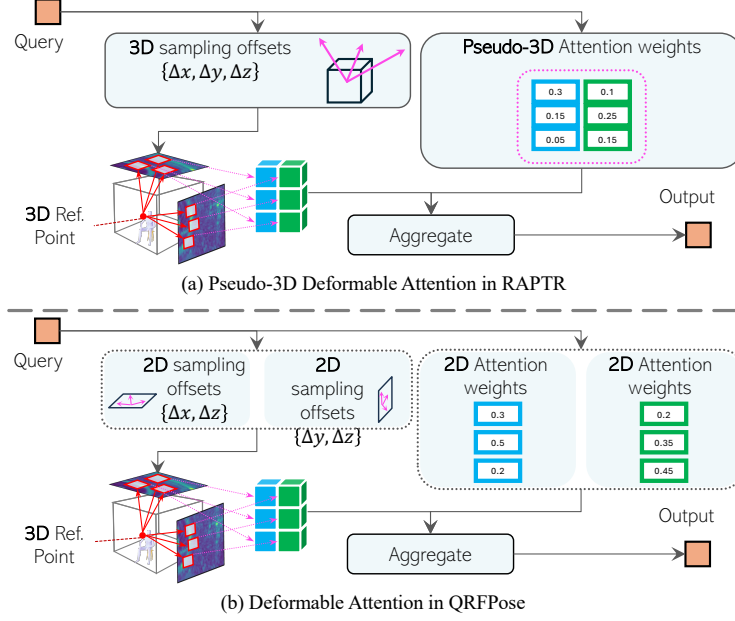 Query
3D sampling offsets
{Δx, Δy, Δz}
Pseudo-3D Attention weights
0.3 0.1
0.15 0.25
0.05 0.15
3D Ref.
Point
Aggregate
Output
(a) Pseudo-3D Deformable Attention in RAPTR
Query
2D sampling
offsets
{Δx, Δz}
2D
sampling
offsets
{Δy, Δz}
2D Attention
weights
0.3
0.5
0.2
2D Attention
weights
0.2
0.35
0.45
3D Ref.
Point
Aggregate
Output
(b) Deformable Attention in QRFPose